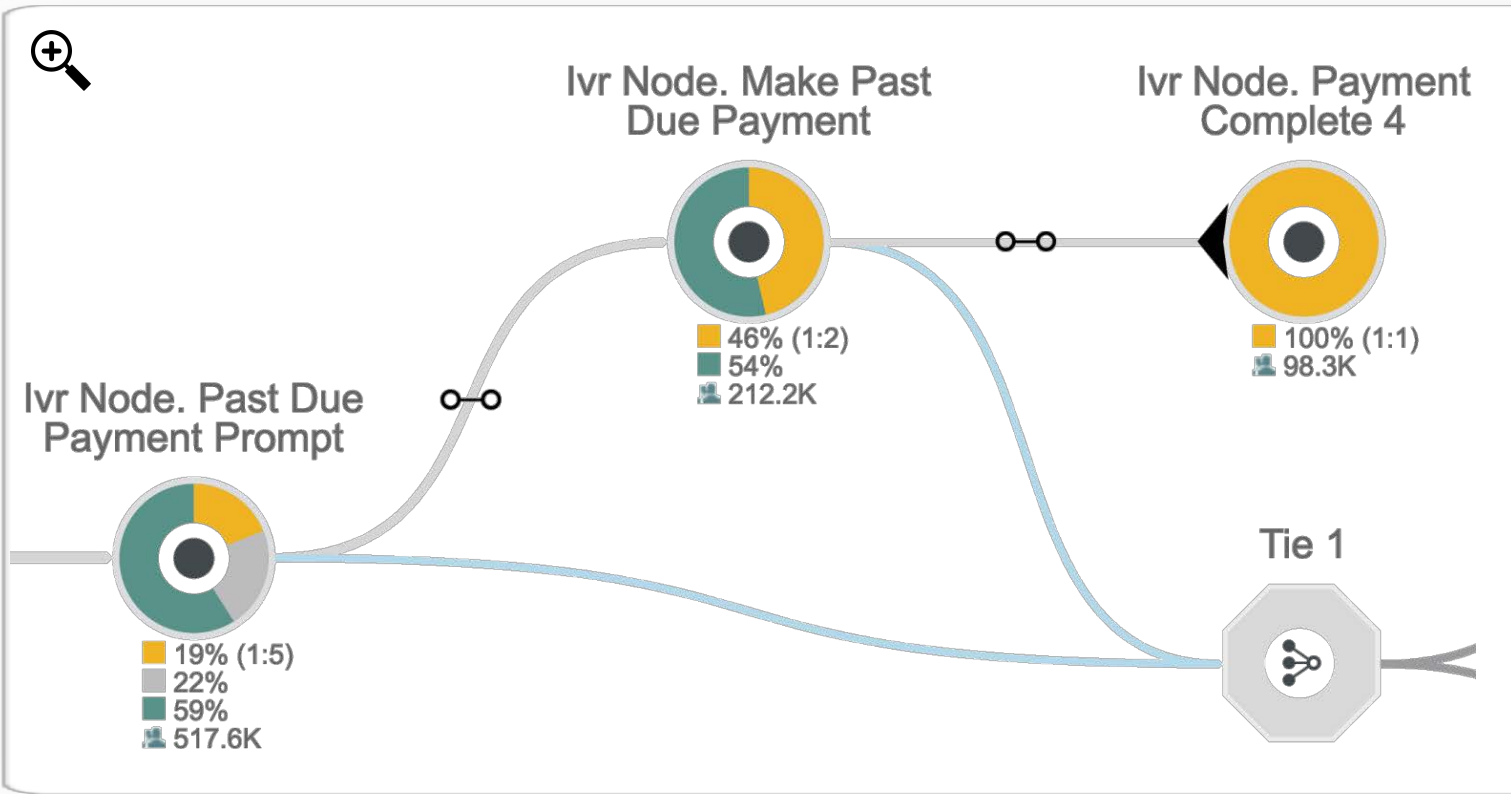 Ivr Node. Make Past
Due Payment
46% (1:2)
54%
212.2K
Ivr Node. Payment
Complete 4
100% (1:1)
98.3K
Ivr Node. Past Due
Payment Prompt
19% (1:5)
22%
59%
517.6K
Tie 1